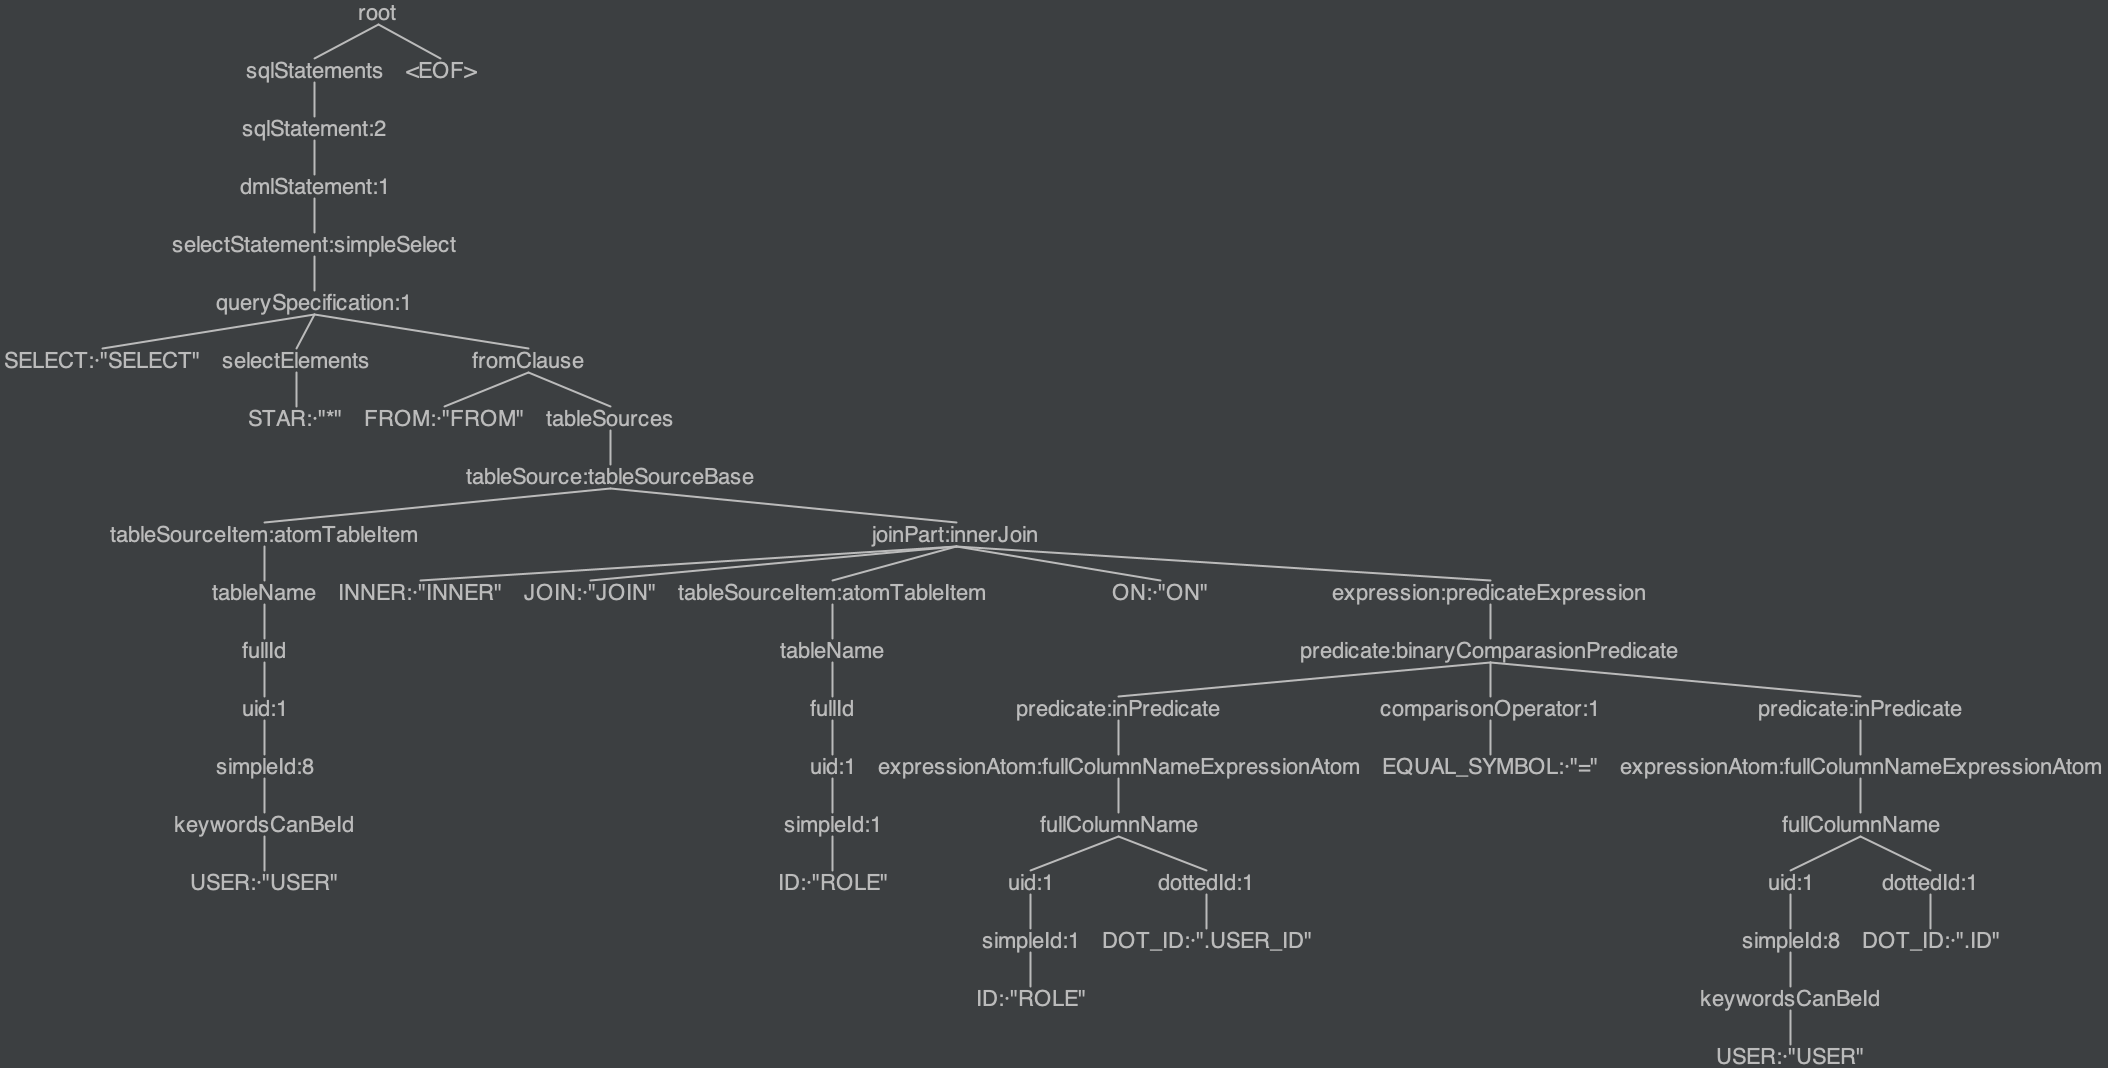 root
sqlStatements <EOF>
sqlStatement:2
dmlStatement:1
selectStatement:simpleSelect
querySpecification:1
SELECT:·"SELECT" selectElements fromClause
STAR:·"*" FROM:·"FROM" tableSources
tableSource:tableSourceBase
tableSourceItem:atomTableItem joinPart:innerJoin
tableName INNER:·"INNER" JOIN:·"JOIN" tableSourceItem:atomTableItem ON:·"ON" expression:predicateExpression
fullId tableName predicate:binaryComparasionPredicate
uid:1 fullId predicate:inPredicate comparisonOperator:1 predicate:inPredicate
simpleId:8 uid:1 expressionAtom:fullColumnNameExpressionAtom EQUAL_SYMBOL:·"=" expressionAtom:fullColumnNameExpressionAtom
keywordsCanBeId simpleId:1 fullColumnName fullColumnName
USER:·"USER" ID:·"ROLE" uid:1 dottedId:1 uid:1 dottedId:1
simpleId:1 DOT_ID:·".USER_ID" simpleId:8 DOT_ID:·".ID"
ID:·"ROLE" keywordsCanBeId
USER:·"USER"